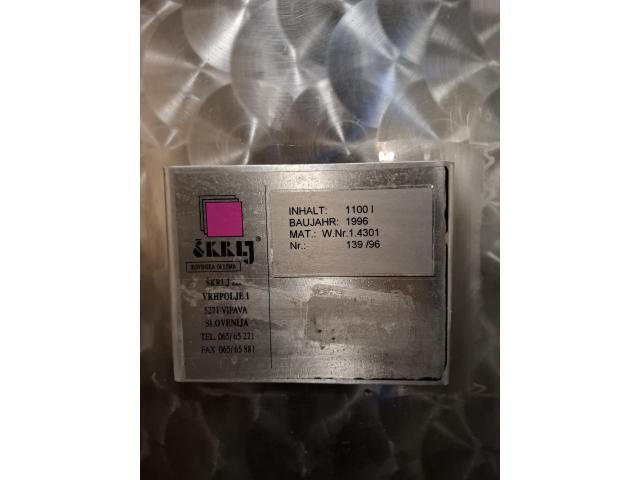 ŠKRLJ®
ŠKRLJ d.o.o.
VRHPOLJE 1
5271 VIPAVA
SLOVENIJA
TEL. 065/65 221
FAX 065/65 881
INHALT: 1100 l
BAUJAHR: 1996
MAT.: W.Nr.1.4301
Nr.: 139 /96